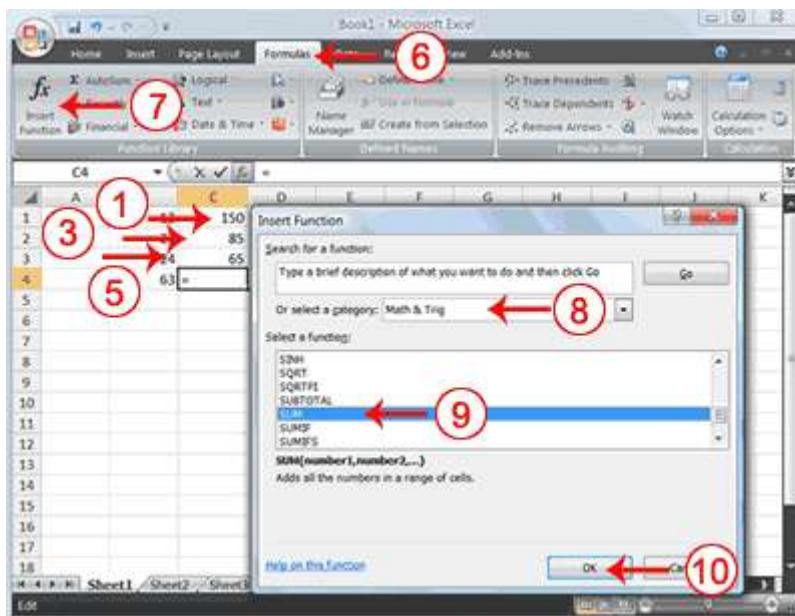 Book1 - Microsoft Excel
Home Insert Page Layout Formulas Add-Ins
6
7
fx Insert Function
Σ AutoSum Logical
Text
Financial Date & Time
Function Library
Name Manager
Use in Formula
Create from Selection
Defined Names
Trace Precedents
Trace Dependents
Remove Arrows
Formula Auditing
Watch Window
Calculation Options
Calculation
C4 fx =
A C D E F G H I J K
1 1 150
2 3 85
3 65
4 5 63 =
5
6
7
8
9
10
11
12
13
14
15
16
17
18
Insert Function
Search for a function:
Type a brief description of what you want to do and then click Go
Go
Or select a category: Math & Trig 8
Select a function:
SINH
SQRT
SQRTPI
SUBTOTAL
SUM 9
SUMIF
SUMIFS
SUM(number1,number2,...)
Adds all the numbers in a range of cells.
Help on this function
OK 10
Sheet1 Sheet2 Sheet3
Edit